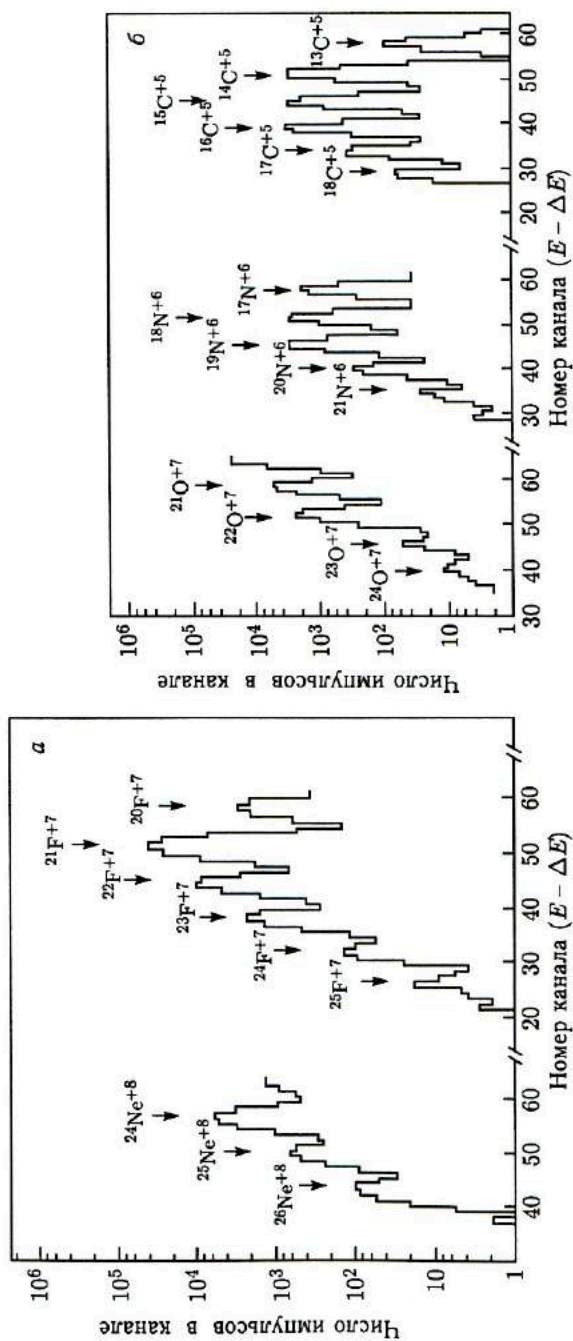 а
Число импульсов в канале
10⁶
10⁵
10⁴
10³
10²
10
1
²⁴Ne⁺⁸
²⁵Ne⁺⁸
²⁶Ne⁺⁸
²¹F⁺⁷
²²F⁺⁷
²³F⁺⁷
²⁴F⁺⁷
²⁵F⁺⁷
²⁰F⁺⁷
40 50 60 20 30 40 50 60
Номер канала (E − ΔE)
б
Число импульсов в канале
10⁶
10⁵
10⁴
10³
10²
10
1
²¹O⁺⁷
²²O⁺⁷
²³O⁺⁷
²⁴O⁺⁷
¹⁸N⁺⁶
¹⁹N⁺⁶
²⁰N⁺⁶
²¹N⁺⁶
¹⁷N⁺⁶
¹⁵C⁺⁵
¹⁶C⁺⁵
¹⁷C⁺⁵
¹⁸C⁺⁵
¹⁴C⁺⁵
¹³C⁺⁵
30 40 50 60 30 40 50 60 20 30 40 50 60
Номер канала (E − ΔE)